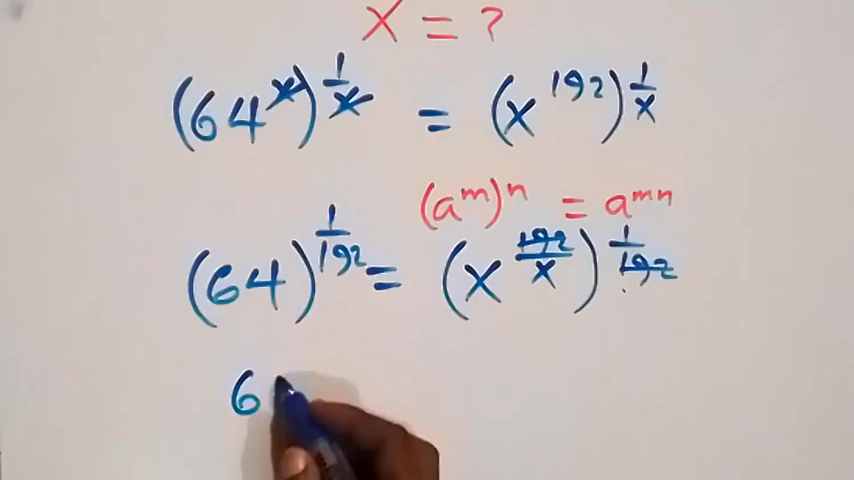 x = ?
(64^x)^(1/x) = (x^192)^(1/x)
(a^m)^n = a^mn
(64)^(1/192) = (x^(192/x))^(1/192)
6